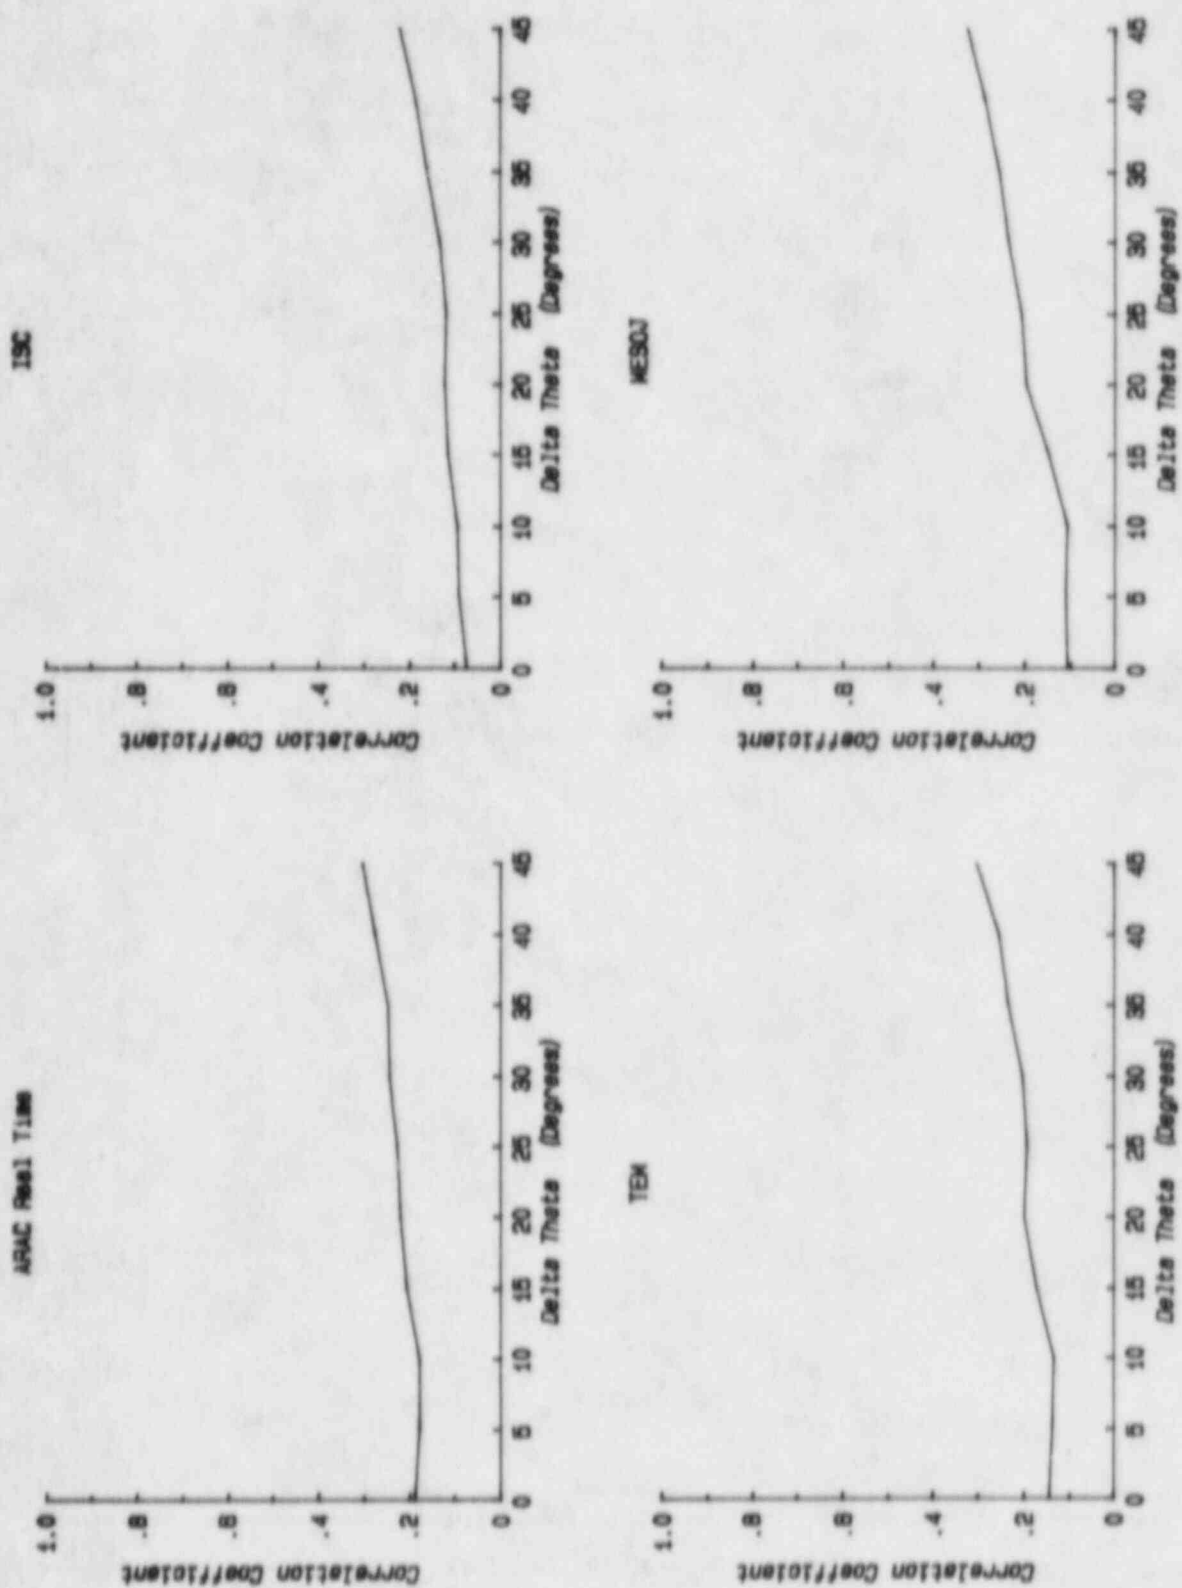 ARAC Real Time
Correlation Coefficient
1.0
.8
.6
.4
.2
0
0 5 10 15 20 25 30 35 40 45
Delta Theta (Degrees)
ISC
Correlation Coefficient
1.0
.8
.6
.4
.2
0
0 5 10 15 20 25 30 35 40 45
Delta Theta (Degrees)
TEM
Correlation Coefficient
1.0
.8
.6
.4
.2
0
0 5 10 15 20 25 30 35 40 45
Delta Theta (Degrees)
MESOJ
Correlation Coefficient
1.0
.8
.6
.4
.2
0
0 5 10 15 20 25 30 35 40 45
Delta Theta (Degrees)